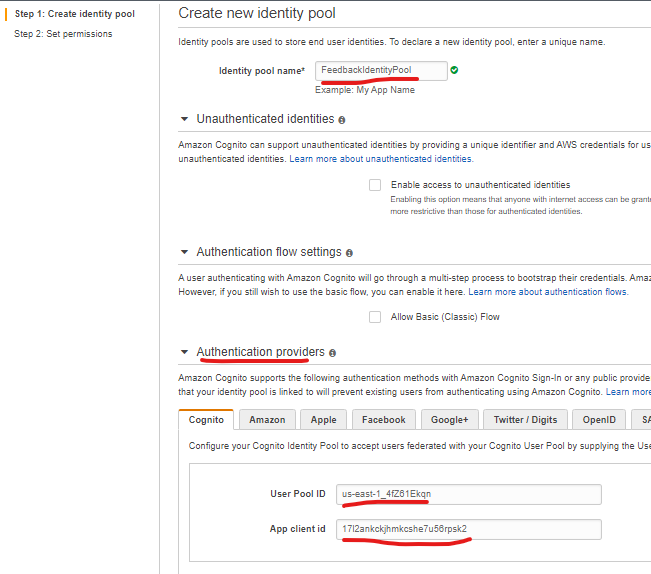 Step 1: Create identity pool
Step 2: Set permissions
Create new identity pool
Identity pools are used to store end user identities. To declare a new identity pool, enter a unique name.
Identity pool name* FeedbackIdentityPool
Example: My App Name
Unauthenticated identities
Amazon Cognito can support unauthenticated identities by providing a unique identifier and AWS credentials for us
unauthenticated identities. Learn more about unauthenticated identities.
Enable access to unauthenticated identities
Enabling this option means that anyone with internet access can be grante
more restrictive than those for authenticated identities.
Authentication flow settings
A user authenticating with Amazon Cognito will go through a multi-step process to bootstrap their credentials. Amaz
However, if you still wish to use the basic flow, you can enable it here. Learn more about authentication flows.
Allow Basic (Classic) Flow
Authentication providers
Amazon Cognito supports the following authentication methods with Amazon Cognito Sign-In or any public provide
that your identity pool is linked to will prevent existing users from authenticating using Amazon Cognito. Learn more
Cognito Amazon Apple Facebook Google+ Twitter / Digits OpenID SA
Configure your Cognito Identity Pool to accept users federated with your Cognito User Pool by supplying the Use
User Pool ID us-east-1_4fZ61Ekqn
App client id 17l2ankckjhmkcshe7u56rpsk2